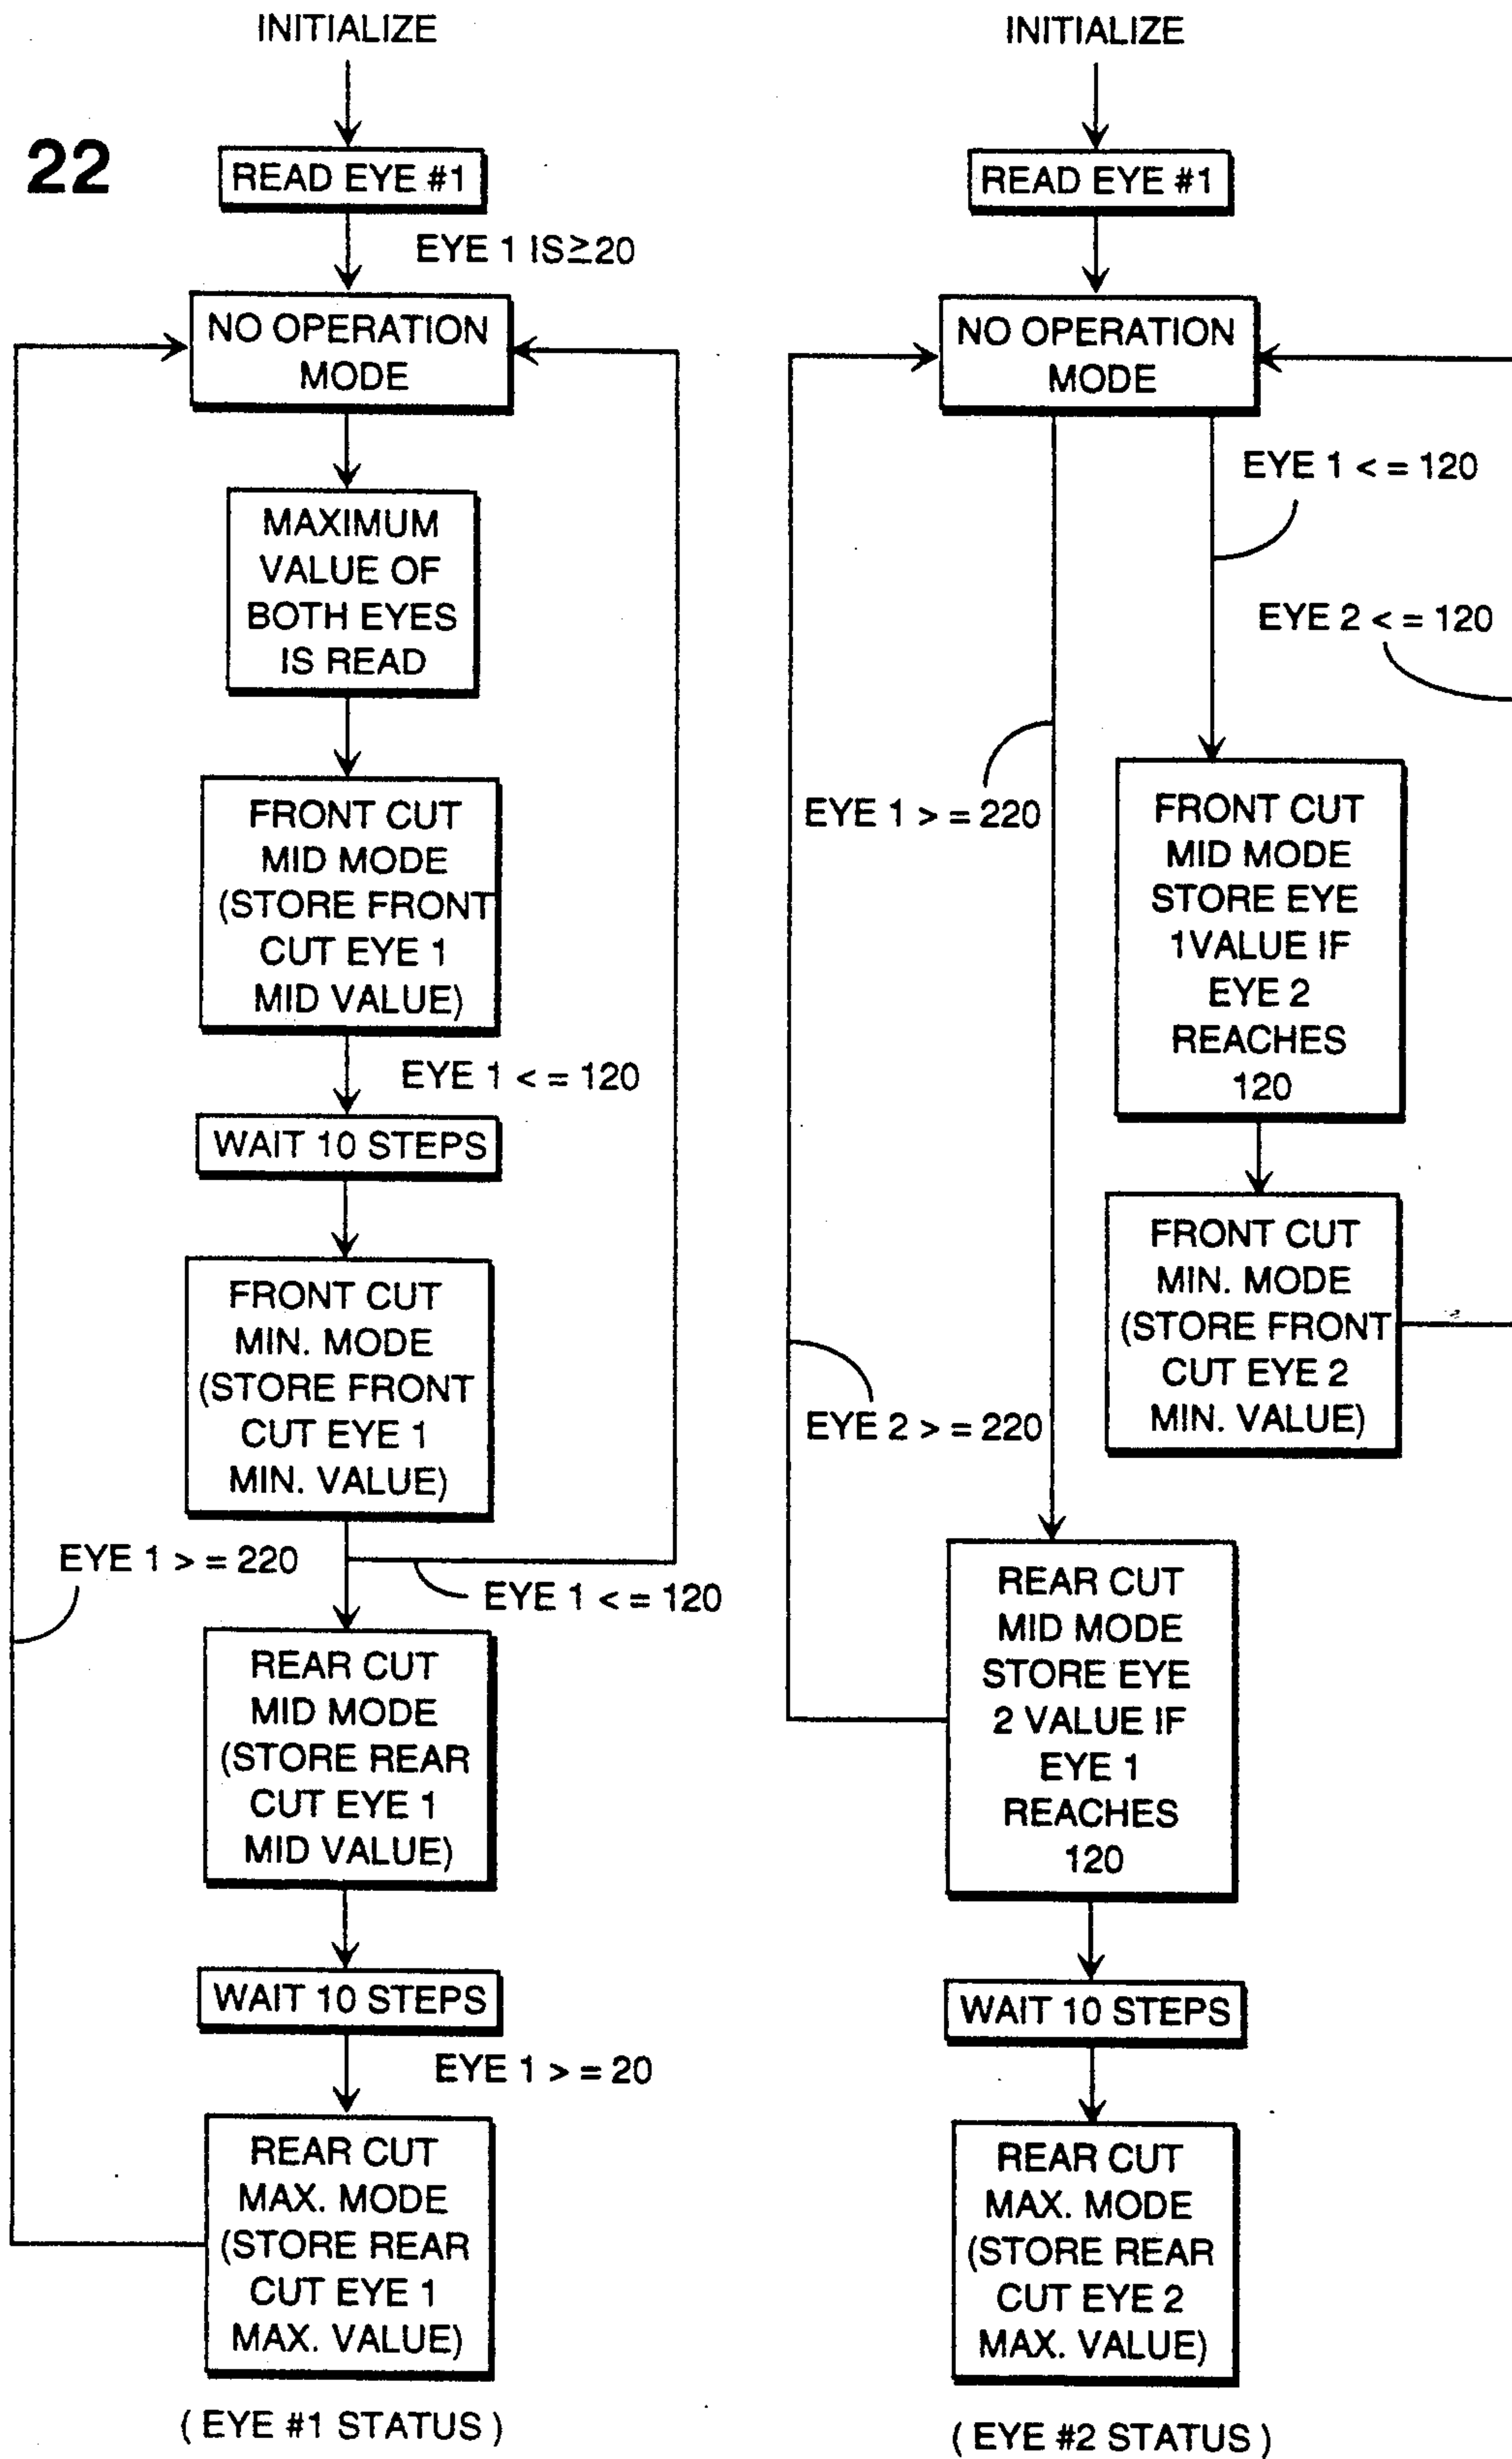 22
INITIALIZE
READ EYE #1
EYE 1 IS≥20
NO OPERATION
MODE
MAXIMUM
VALUE OF
BOTH EYES
IS READ
FRONT CUT
MID MODE
(STORE FRONT
CUT EYE 1
MID VALUE)
EYE 1 < = 120
WAIT 10 STEPS
FRONT CUT
MIN. MODE
(STORE FRONT
CUT EYE 1
MIN. VALUE)
EYE 1 > = 220
EYE 1 < = 120
REAR CUT
MID MODE
(STORE REAR
CUT EYE 1
MID VALUE)
WAIT 10 STEPS
EYE 1 > = 20
REAR CUT
MAX. MODE
(STORE REAR
CUT EYE 1
MAX. VALUE)
( EYE #1 STATUS )
INITIALIZE
READ EYE #1
NO OPERATION
MODE
EYE 1 < = 120
EYE 2 < = 120
EYE 1 > = 220
FRONT CUT
MID MODE
STORE EYE
1VALUE IF
EYE 2
REACHES
120
FRONT CUT
MIN. MODE
(STORE FRONT
CUT EYE 2
MIN. VALUE)
EYE 2 > = 220
REAR CUT
MID MODE
STORE EYE
2 VALUE IF
EYE 1
REACHES
120
WAIT 10 STEPS
REAR CUT
MAX. MODE
(STORE REAR
CUT EYE 2
MAX. VALUE)
( EYE #2 STATUS )